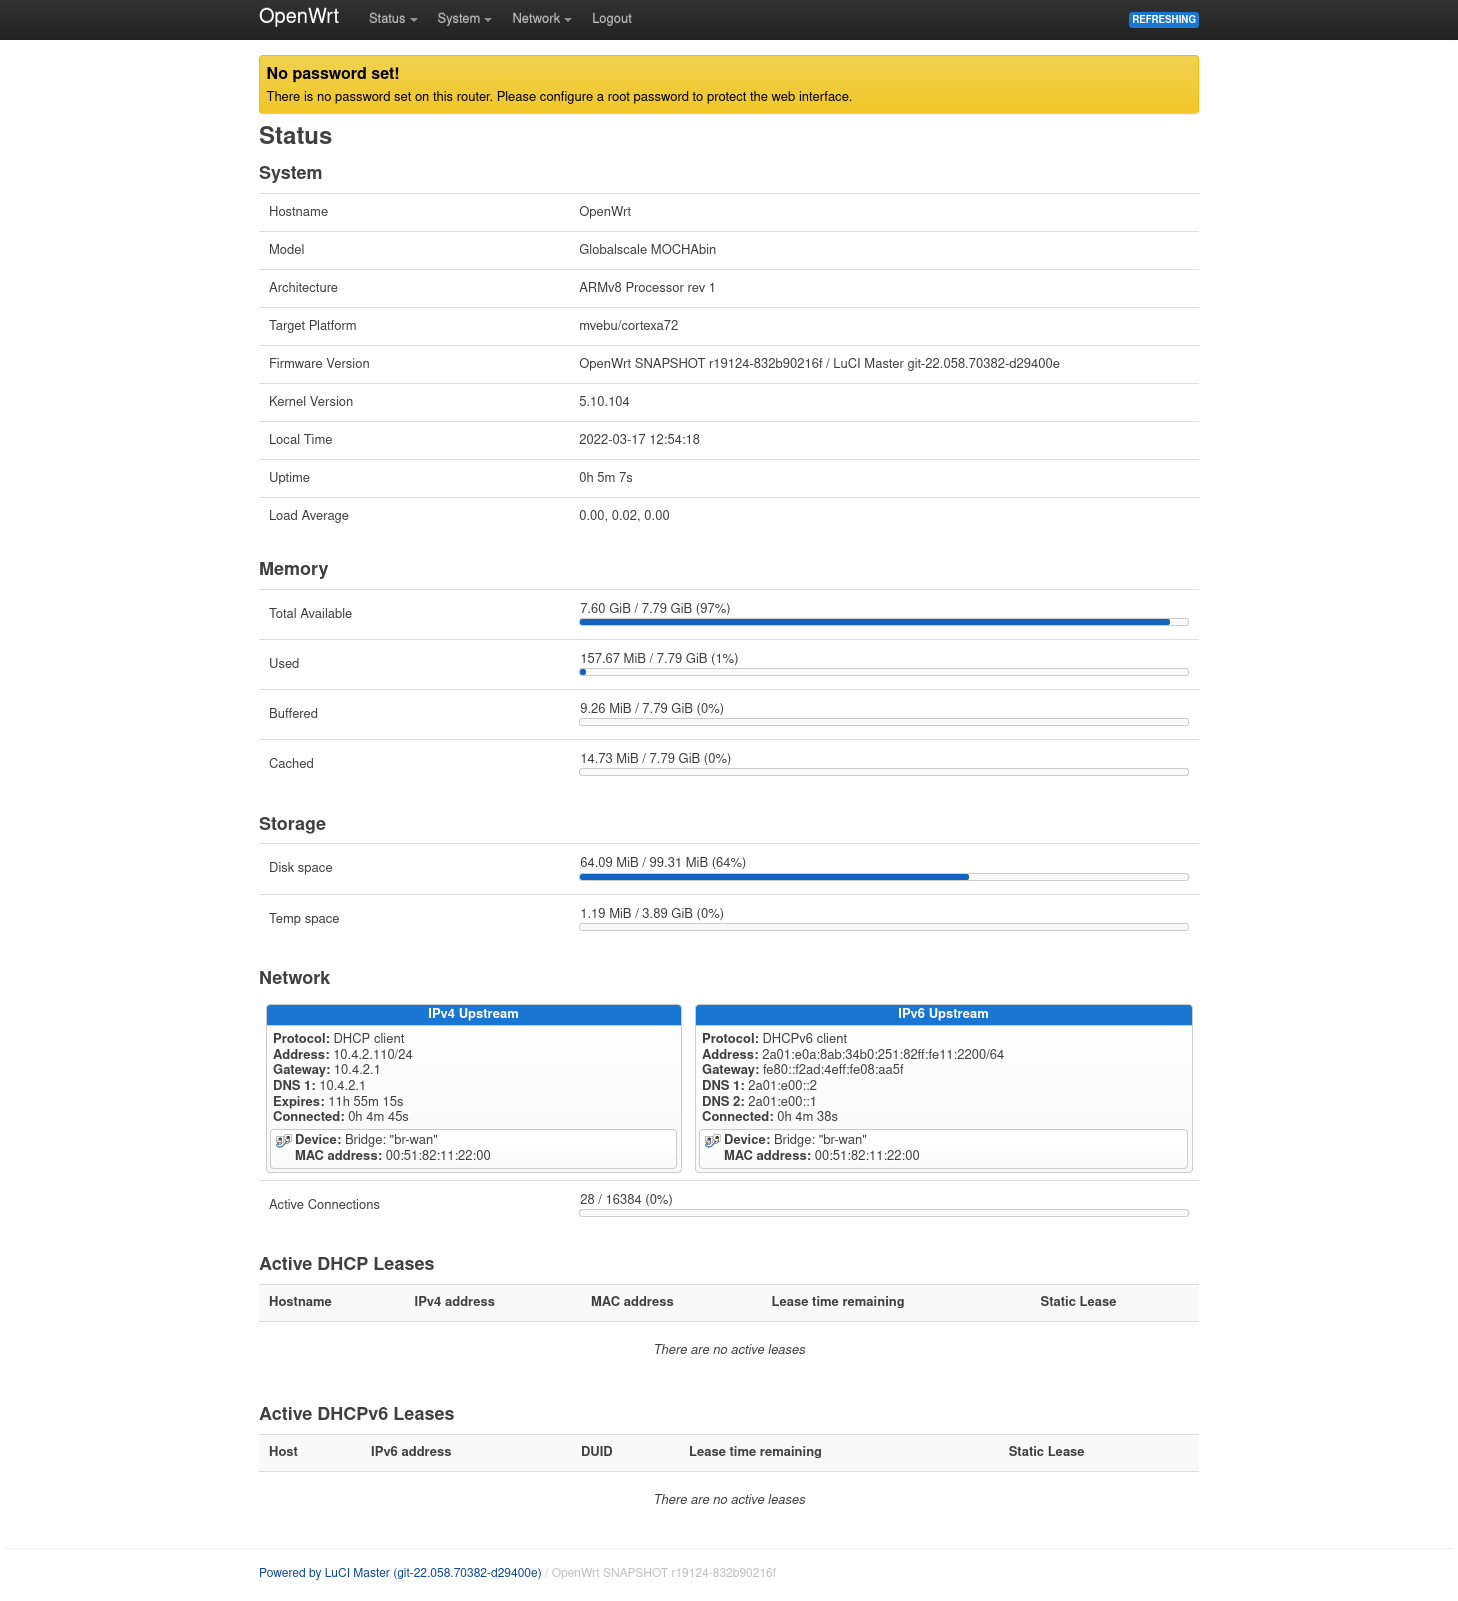 OpenWrt Status System Network Logout REFRESHING
No password set!
There is no password set on this router. Please configure a root password to protect the web interface.
Status
System
Hostname OpenWrt
Model Globalscale MOCHAbin
Architecture ARMv8 Processor rev 1
Target Platform mvebu/cortexa72
Firmware Version OpenWrt SNAPSHOT r19124-832b90216f / LuCI Master git-22.058.70382-d29400e
Kernel Version 5.10.104
Local Time 2022-03-17 12:54:18
Uptime 0h 5m 7s
Load Average 0.00, 0.02, 0.00
Memory
Total Available 7.60 GiB / 7.79 GiB (97%)
Used 157.67 MiB / 7.79 GiB (1%)
Buffered 9.26 MiB / 7.79 GiB (0%)
Cached 14.73 MiB / 7.79 GiB (0%)
Storage
Disk space 64.09 MiB / 99.31 MiB (64%)
Temp space 1.19 MiB / 3.89 GiB (0%)
Network
IPv4 Upstream
Protocol: DHCP client
Address: 10.4.2.110/24
Gateway: 10.4.2.1
DNS 1: 10.4.2.1
Expires: 11h 55m 15s
Connected: 0h 4m 45s
Device: Bridge: "br-wan"
MAC address: 00:51:82:11:22:00
IPv6 Upstream
Protocol: DHCPv6 client
Address: 2a01:e0a:8ab:34b0:251:82ff:fe11:2200/64
Gateway: fe80::f2ad:4eff:fe08:aa5f
DNS 1: 2a01:e00::2
DNS 2: 2a01:e00::1
Connected: 0h 4m 38s
Device: Bridge: "br-wan"
MAC address: 00:51:82:11:22:00
Active Connections 28 / 16384 (0%)
Active DHCP Leases
Hostname IPv4 address MAC address Lease time remaining Static Lease
There are no active leases
Active DHCPv6 Leases
Host IPv6 address DUID Lease time remaining Static Lease
There are no active leases
Powered by LuCI Master (git-22.058.70382-d29400e) / OpenWrt SNAPSHOT r19124-832b90216f